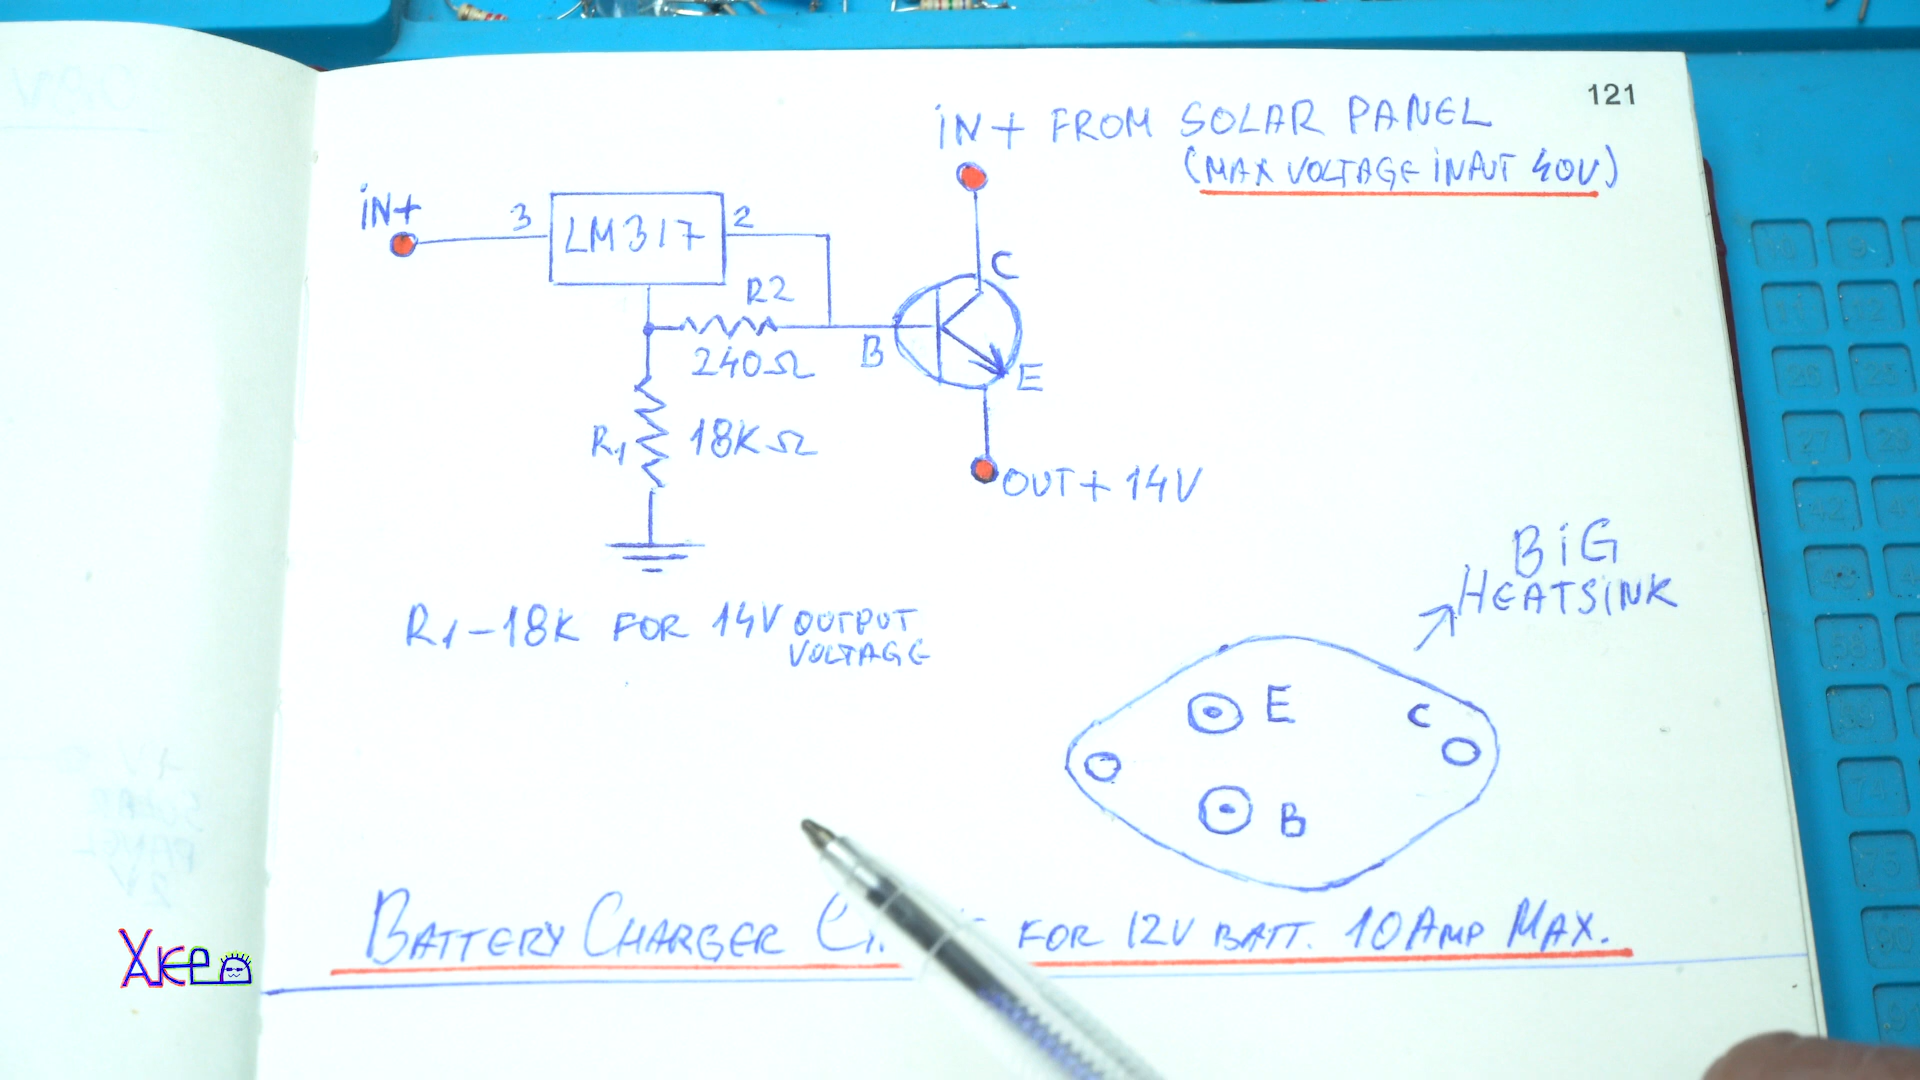 121
iN+ FROM SOLAR PANEL
(MAX VOLTAGE iNPUT 40V)
iN+
3
LM317
2
R2
240Ω
B
C
E
R1
18KΩ
OUT+ 14V
R1-18K FOR 14V OUTPUT
VOLTAGE
BiG
HEATSiNK
E
C
B
BATTERY CHARGER FOR 12V BATT. 10 AMP MAX.
XKE